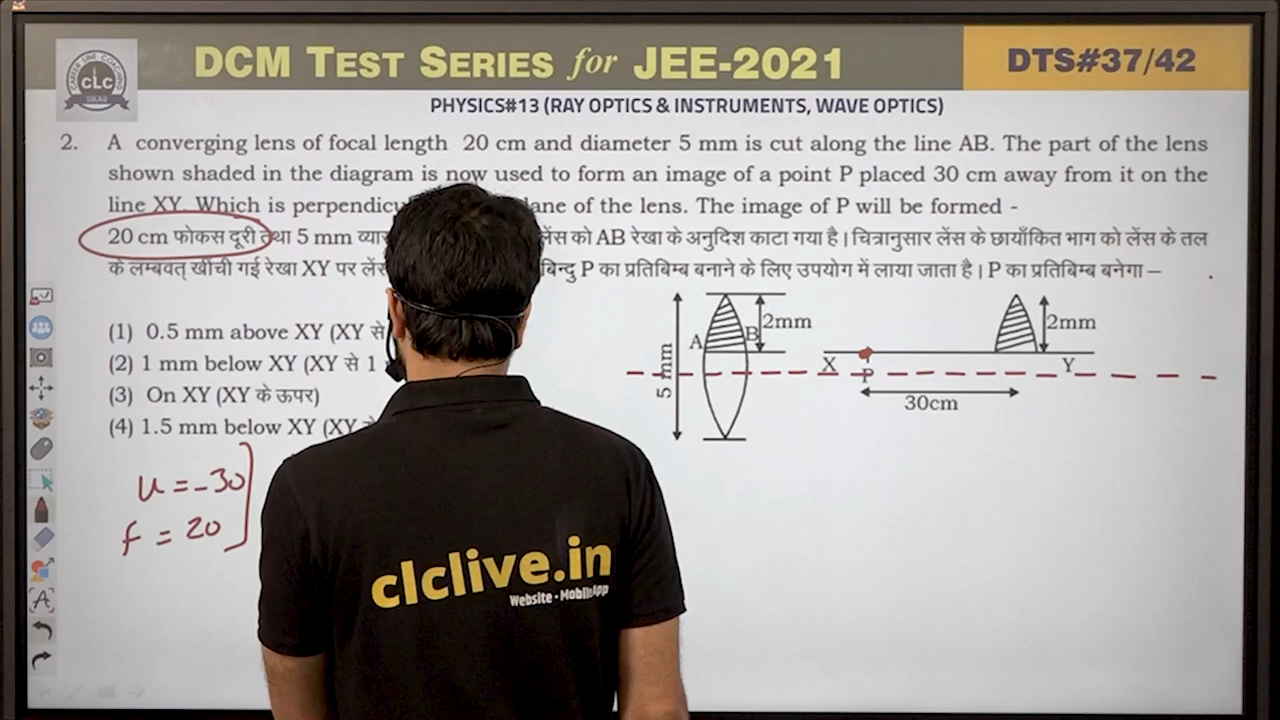 DCM TEST SERIES for JEE-2021
DTS#37/42
CAREER LINE COACHING
CLC
SIKAR
PHYSICS#13 (RAY OPTICS & INSTRUMENTS, WAVE OPTICS)
2. A converging lens of focal length 20 cm and diameter 5 mm is cut along the line AB. The part of the lens
shown shaded in the diagram is now used to form an image of a point P placed 30 cm away from it on the
line XY. Which is of the lens. The image of P will be formed -
20 cm फोकस दूरी तथा 5 mm लेंस को AB रेखा के अनुदिश काटा गया है। चित्रानुसार लेंस के छायाँकित भाग को लेंस के तल
के लम्बवत् खींची गई रेखा XY पर P का प्रतिबिम्ब बनाने के लिए उपयोग में लाया जाता है। P का प्रतिबिम्ब बनेगा –
(1) 0.5 mm above XY (XY से
(2) 1 mm below XY (XY से 1
(3) On XY (XY के ऊपर)
(4) 1.5 mm below XY (XY
5 mm
A
B
2mm
X
P
Y
2mm
30cm
u = -30
f = 20
clclive.in
Website - Mobile App